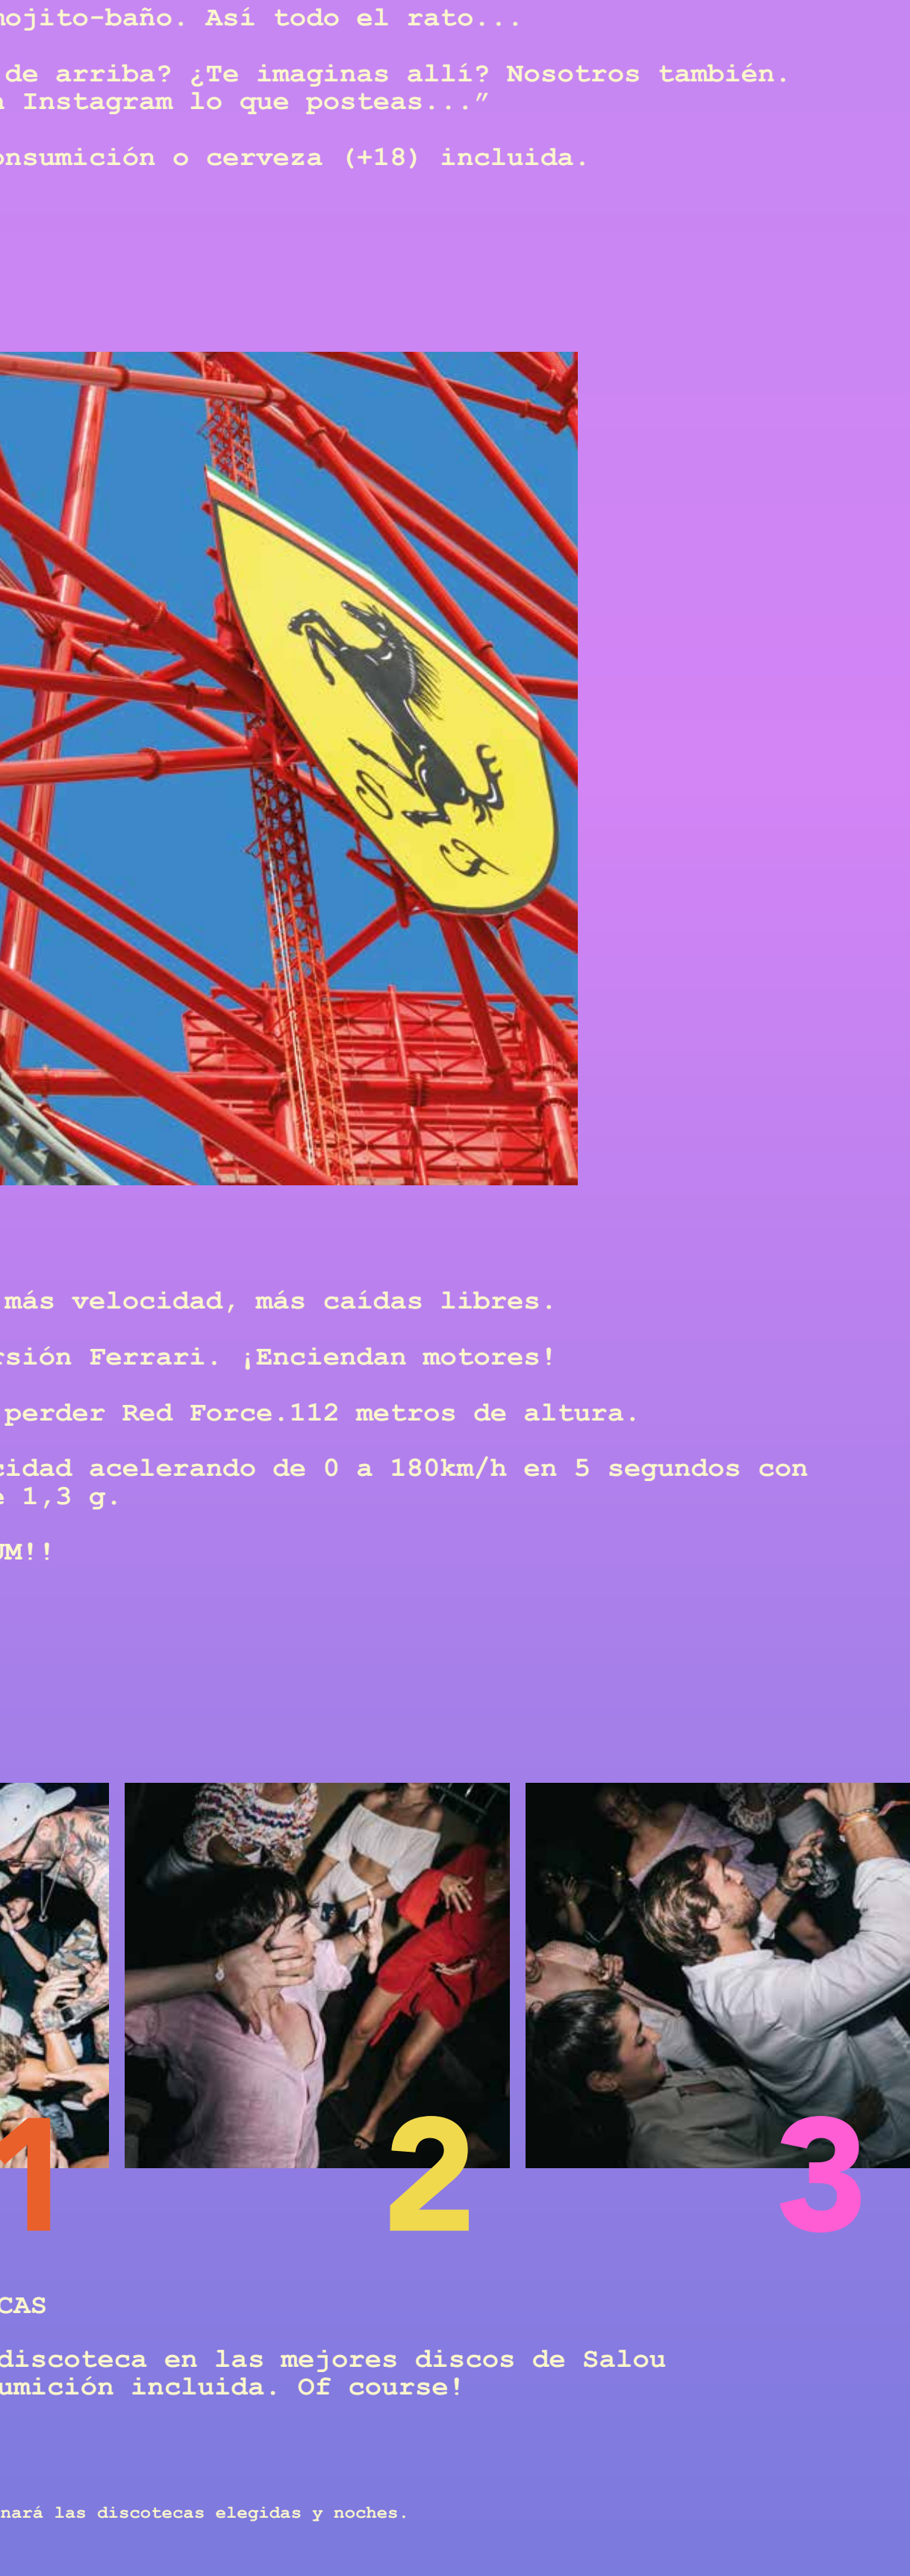 mojito-baño. Así todo el rato...
de arriba? ¿Te imaginas allí? Nosotros también.
Instagram lo que posteas...”
onsumición o cerveza (+18) incluida.
S F
más velocidad, más caídas libres.
rsión Ferrari. ¡Enciendan motores!
perder Red Force.112 metros de altura.
cidad acelerando de 0 a 180km/h en 5 segundos con
e 1,3 g.
UM!!
1 2 3
CAS
discoteca en las mejores discos de Salou
umición incluida. Of course!
nará las discotecas elegidas y noches.